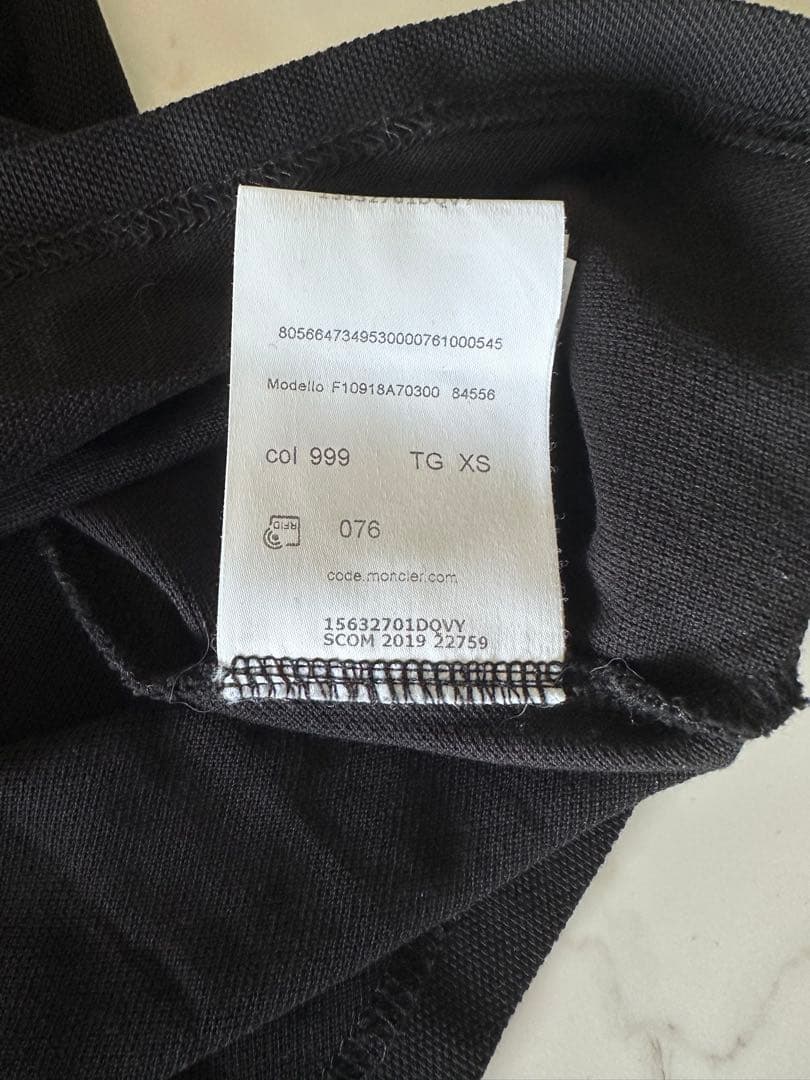 8056647349530000761000545
Modello F10918A70300 84556
col 999 TG XS
RFID 076
code.moncler.com
15632701DQVY
SCOM 2019 22759